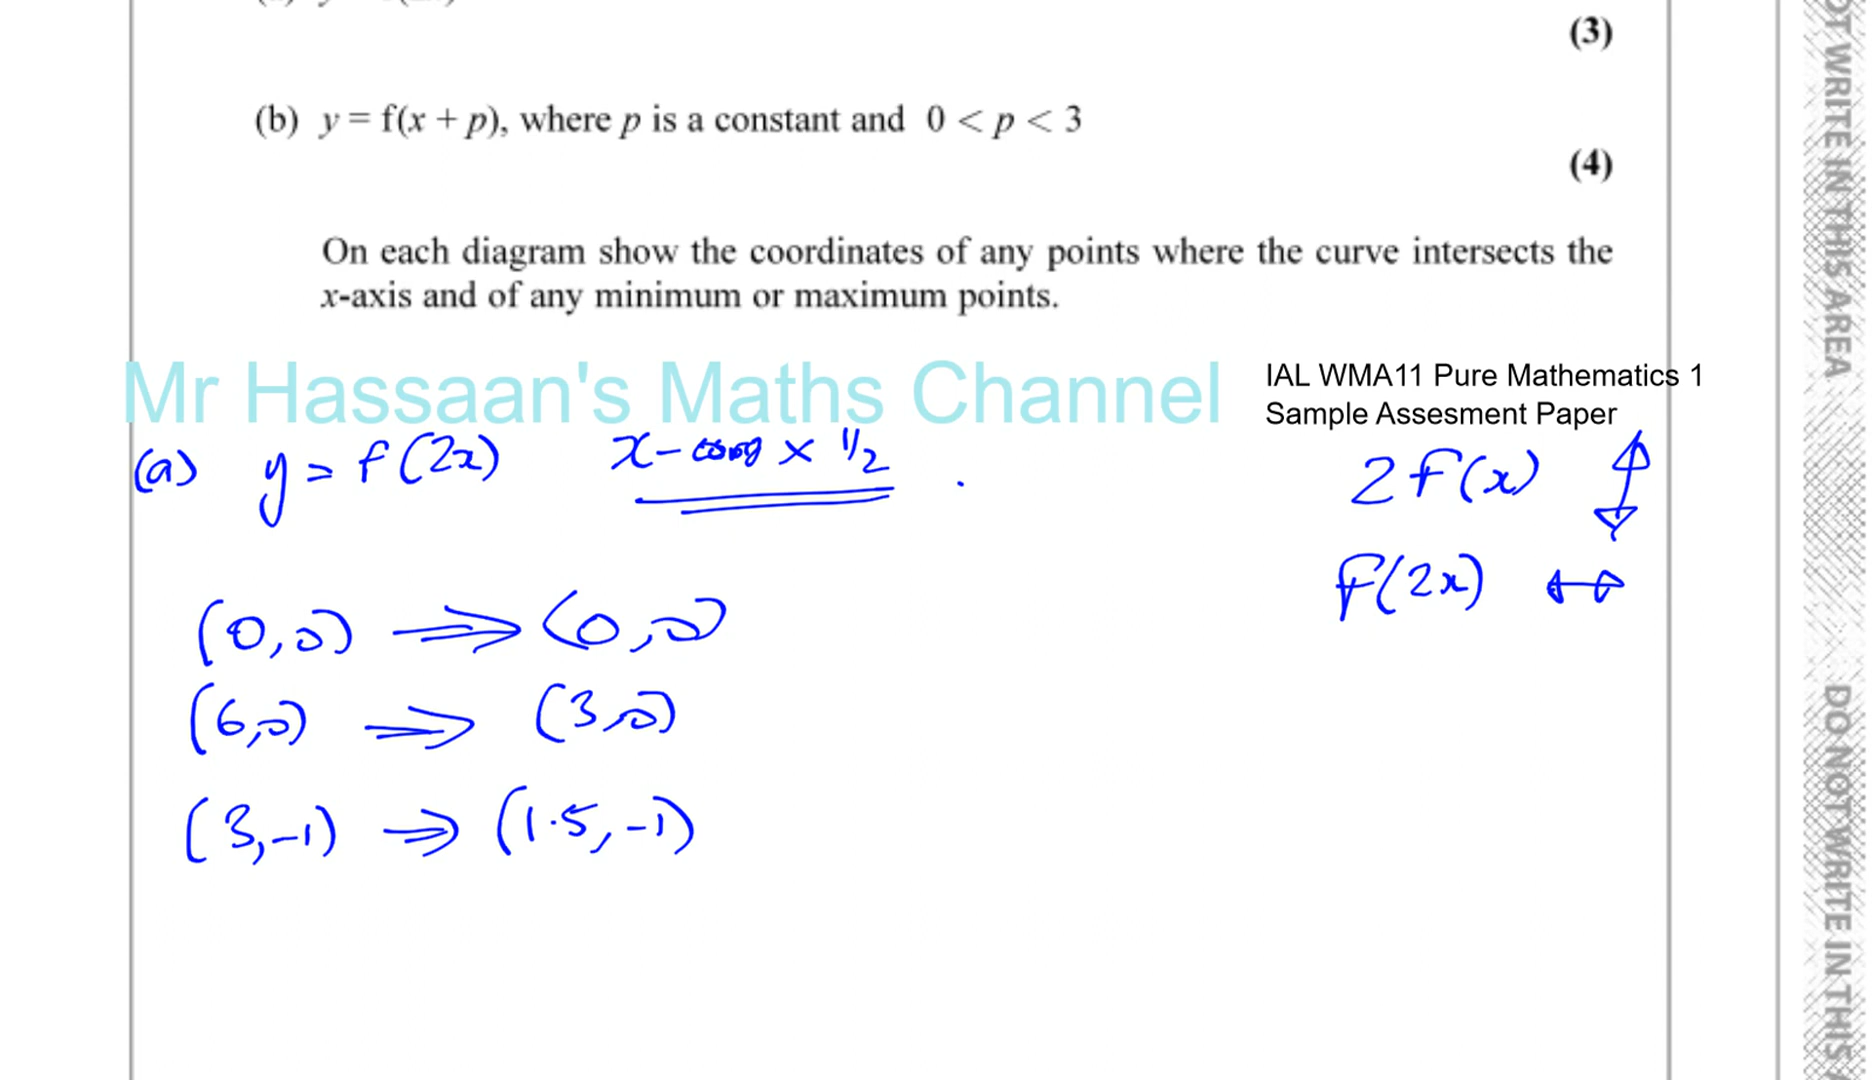 (3)
(b) y = f(x + p), where p is a constant and 0 < p < 3
(4)
On each diagram show the coordinates of any points where the curve intersects the
x-axis and of any minimum or maximum points.
Mr Hassaan's Maths Channel
IAL WMA11 Pure Mathematics 1
Sample Assesment Paper
(a) y = f(2x) x- × 1/2 .
2f(x)
f(2x)
(0,0) ⇒ (0,0)
(6,0) ⇒ (3,0)
(3,-1) ⇒ (1.5,-1)
OT WRITE IN THIS AREA
DO NOT WRITE IN THIS